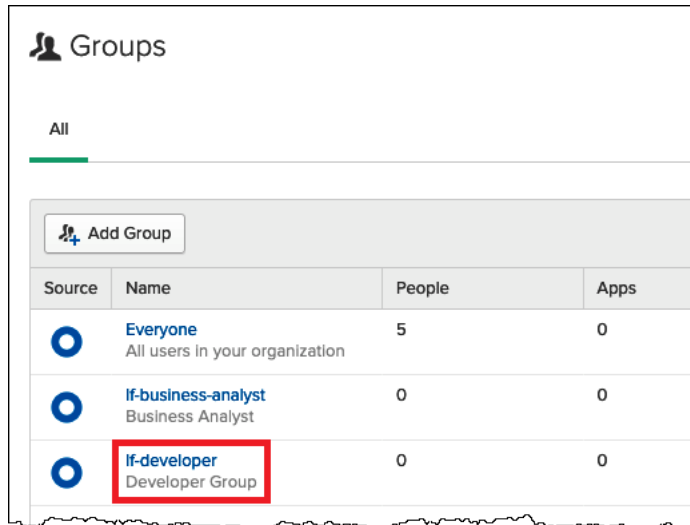 Groups
All
Add Group
Source Name People Apps
Everyone 5 0
All users in your organization
lf-business-analyst 0 0
Business Analyst
lf-developer 0 0
Developer Group